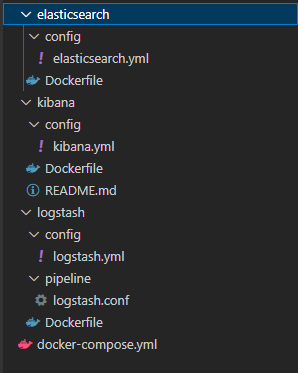 elasticsearch
config
elasticsearch.yml
Dockerfile
kibana
config
kibana.yml
Dockerfile
README.md
logstash
config
logstash.yml
pipeline
logstash.conf
Dockerfile
docker-compose.yml